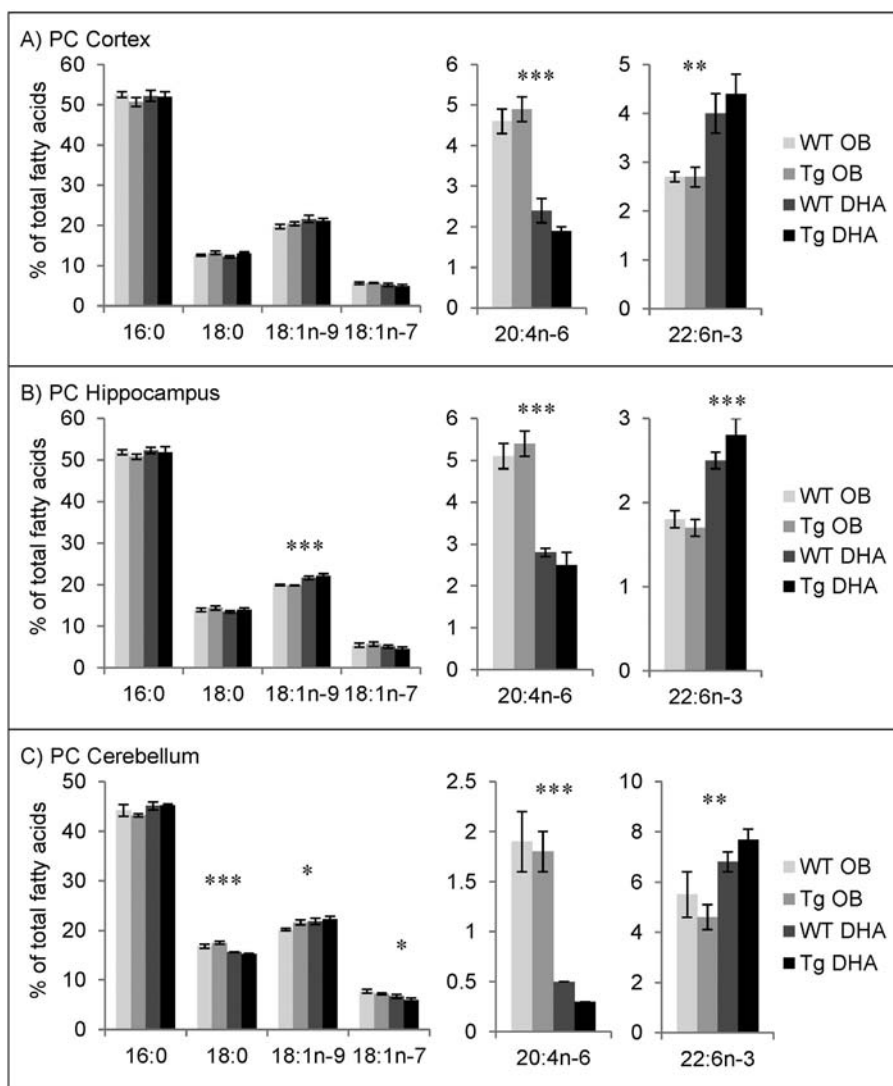 A) PC Cortex
% of total fatty acids
60
50
40
30
20
10
0
16:0 18:0 18:1n-9 18:1n-7
6
5
4
3
2
1
0
***
20:4n-6
5
4
3
2
1
0
**
22:6n-3
WT OB
Tg OB
WT DHA
Tg DHA
B) PC Hippocampus
% of total fatty acids
60
50
40
30
20
10
0
***
16:0 18:0 18:1n-9 18:1n-7
6
5
4
3
2
1
0
***
20:4n-6
3
2
1
0
***
22:6n-3
WT OB
Tg OB
WT DHA
Tg DHA
C) PC Cerebellum
% of total fatty acids
50
40
30
20
10
0
***
*
*
16:0 18:0 18:1n-9 18:1n-7
2.5
2
1.5
1
0.5
0
***
20:4n-6
10
8
6
4
2
0
**
22:6n-3
WT OB
Tg OB
WT DHA
Tg DHA